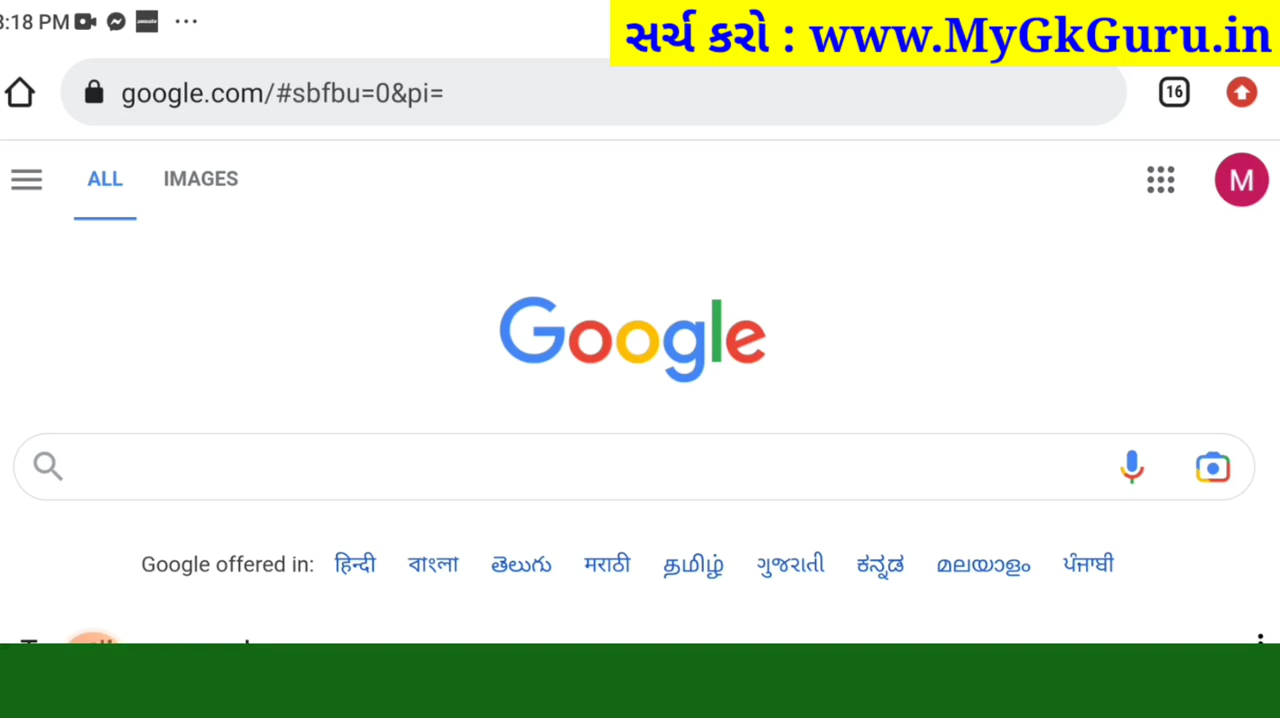 3:18 PM
સર્ચ કરો : www.MyGkGuru.in
google.com/#sbfbu=0&pi=
16
ALL IMAGES
M
Google
Google offered in: हिन्दी বাংলা తెలుగు मराठी தமிழ் ગુજરાતી ಕನ್ನಡ മലയാളം ਪੰਜਾਬੀ